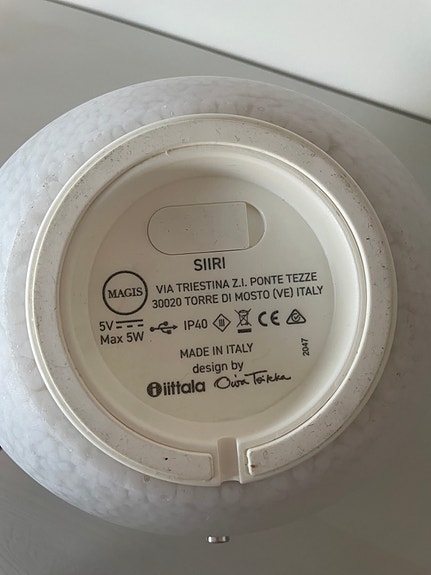 SIIRI
MAGIS
VIA TRIESTINA Z.I. PONTE TEZZE
30020 TORRE DI MOSTO (VE) ITALY
5V
Max 5W
IP40
III
CE
MADE IN ITALY
2047
design by
iittala Oiva Toikka